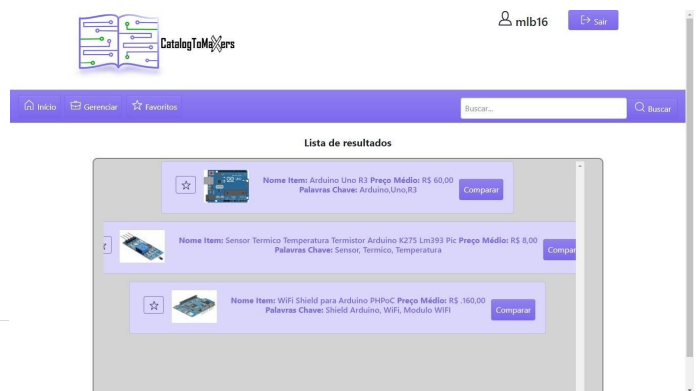 mlb16
Sair
CatalogToMakers
Início
Gerenciar
Favoritos
Buscar...
Buscar
Lista de resultados
Nome Item: Arduino Uno R3 Preço Médio: R$ 60,00
Palavras Chave: Arduino,Uno,R3
Comparar
Nome Item: Sensor Termico Temperatura Termistor Arduino K275 Lm393 Pic Preço Médio: R$ 8,00
Palavras Chave: Sensor, Termico, Temperatura
Compar
Nome Item: WiFi Shield para Arduino PHPoC Preço Médio: R$ .160,00
Palavras Chave: Shield Arduino, WiFi, Modulo WIFI
Comparar